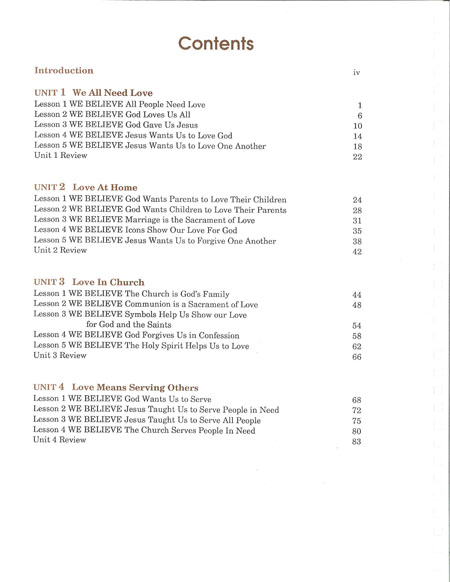 Contents
Introduction iv
UNIT 1 We All Need Love
Lesson 1 WE BELIEVE All People Need Love 1
Lesson 2 WE BELIEVE God Loves Us All 6
Lesson 3 WE BELIEVE God Gave Us Jesus 10
Lesson 4 WE BELIEVE Jesus Wants Us to Love God 14
Lesson 5 WE BELIEVE Jesus Wants Us to Love One Another 18
Unit 1 Review 22
UNIT 2 Love At Home
Lesson 1 WE BELIEVE God Wants Parents to Love Their Children 24
Lesson 2 WE BELIEVE God Wants Children to Love Their Parents 28
Lesson 3 WE BELIEVE Marriage is the Sacrament of Love 31
Lesson 4 WE BELIEVE Icons Show Our Love For God 35
Lesson 5 WE BELIEVE Jesus Wants Us to Forgive One Another 38
Unit 2 Review 42
UNIT 3 Love In Church
Lesson 1 WE BELIEVE The Church is God's Family 44
Lesson 2 WE BELIEVE Communion is a Sacrament of Love 48
Lesson 3 WE BELIEVE Symbols Help Us Show our Love
for God and the Saints 54
Lesson 4 WE BELIEVE God Forgives Us in Confession 58
Lesson 5 WE BELIEVE The Holy Spirit Helps Us to Love 62
Unit 3 Review 66
UNIT 4 Love Means Serving Others
Lesson 1 WE BELIEVE God Wants Us to Serve 68
Lesson 2 WE BELIEVE Jesus Taught Us to Serve People in Need 72
Lesson 3 WE BELIEVE Jesus Taught Us to Serve All People 75
Lesson 4 WE BELIEVE The Church Serves People In Need 80
Unit 4 Review 83